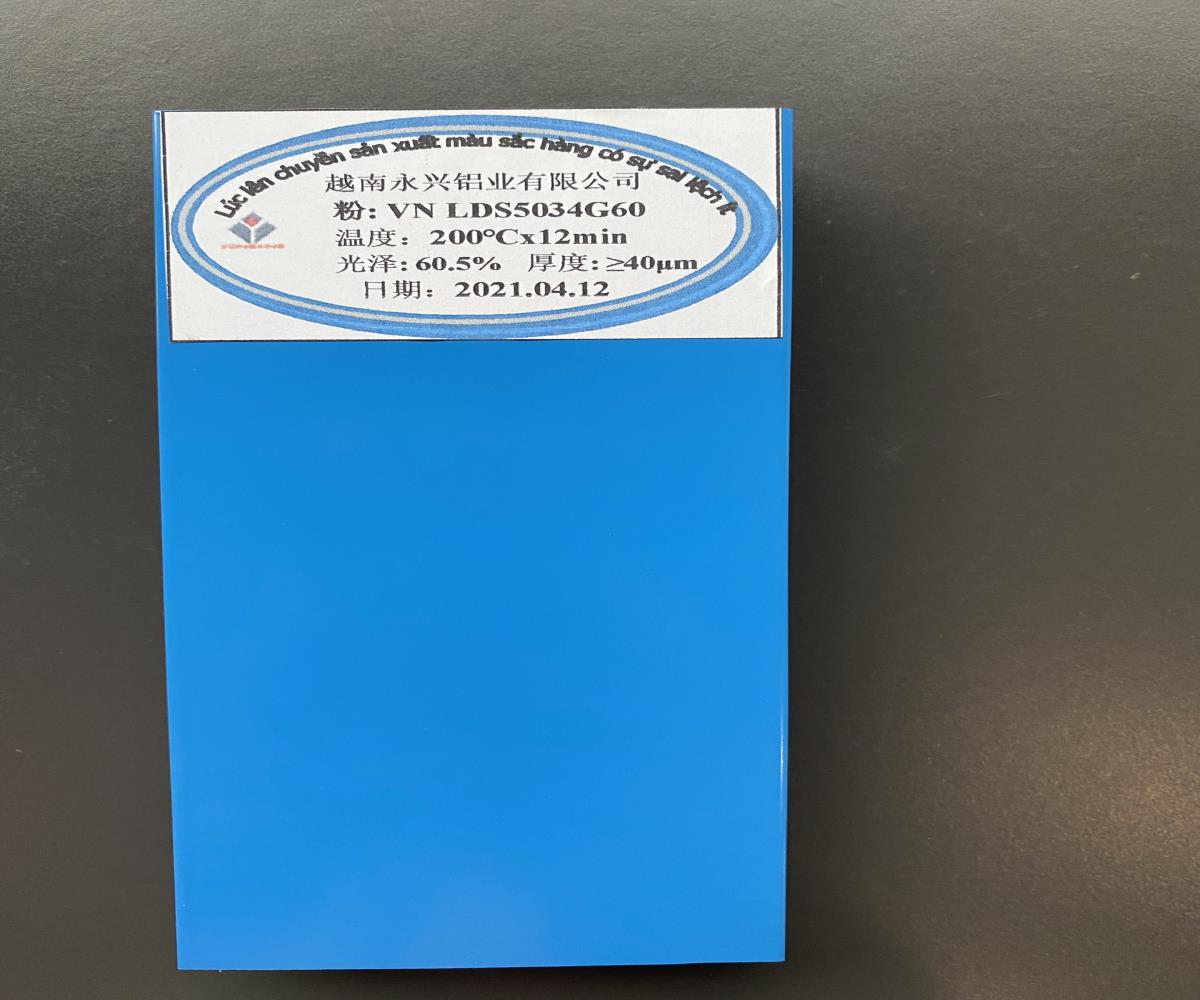 Lúc lên chuyền sản xuất màu sắc hàng có sự sai lệch ít
越南永兴铝业有限公司
粉: VN LDS5034G60
温度: 200℃x12min
光泽: 60.5% 厚度: ≥40μm
日期: 2021.04.12